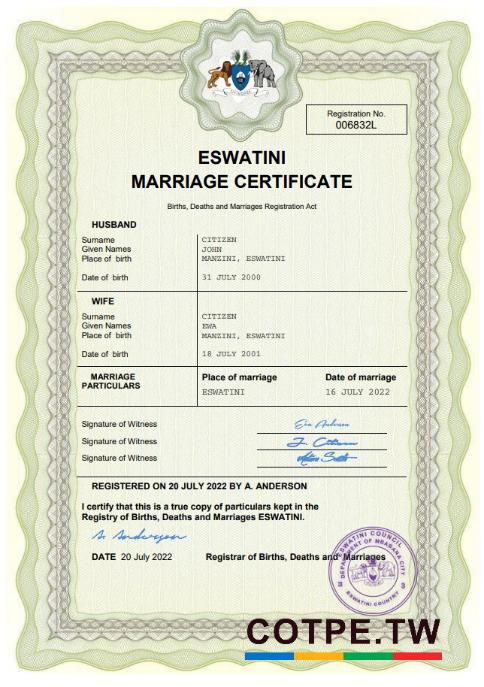 Registration No.
006832L
ESWATINI
MARRIAGE CERTIFICATE
Births, Deaths and Marriages Registration Act
HUSBAND
Surname CITIZEN
Given Names JOHN
Place of birth MANZINI, ESWATINI
Date of birth 31 JULY 2000
WIFE
Surname CITIZEN
Given Names EWA
Place of birth MANZINI, ESWATINI
Date of birth 18 JULY 2001
MARRIAGE PARTICULARS
Place of marriage Date of marriage
ESWATINI 16 JULY 2022
Signature of Witness
Signature of Witness J. Citizen
Signature of Witness
REGISTERED ON 20 JULY 2022 BY A. ANDERSON
I certify that this is a true copy of particulars kept in the
Registry of Births, Deaths and Marriages ESWATINI.
A. Anderson
DATE 20 July 2022 Registrar of Births, Deaths and Marriages
ESWATINI COUNCIL
DEPARTMENT OF MBABANA CITY
ESWATINI COUNTRY
COTPE.TW